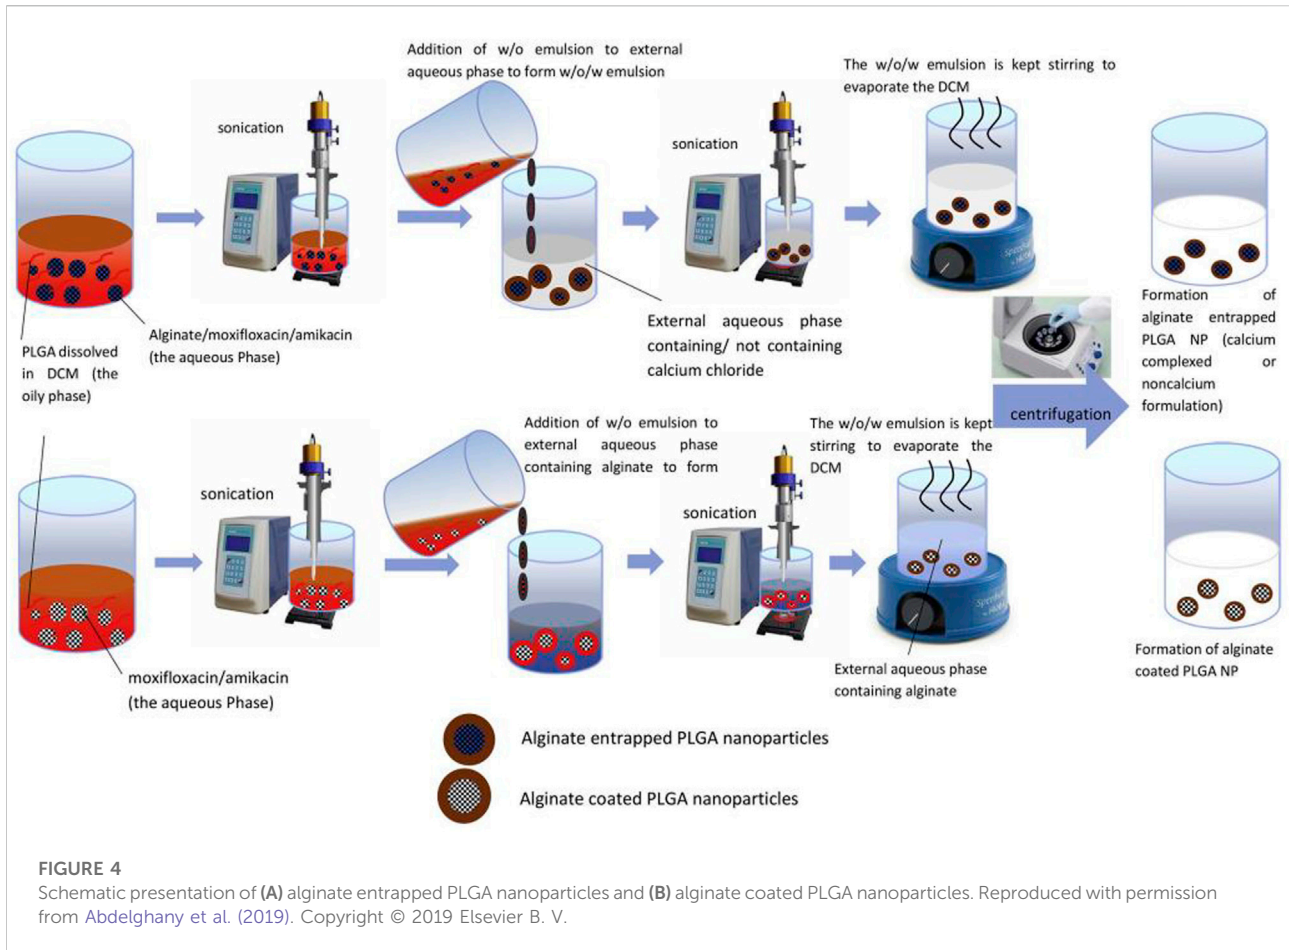 Addition of w/o emulsion to external
aqueous phase to form w/o/w emulsion
The w/o/w emulsion is kept stirring to
evaporate the DCM
sonication
sonication
Alginate/moxifloxacin/amikacin
(the aqueous Phase)
PLGA dissolved
in DCM (the
oily phase)
External aqueous phase
containing/ not containing
calcium chloride
Formation of
alginate entrapped
PLGA NP (calcium
complexed or
noncalcium
formulation)
centrifugation
Addition of w/o emulsion to
external aqueous phase
containing alginate to form
The w/o/w emulsion is kept
stirring to evaporate the
DCM
sonication
sonication
moxifloxacin/amikacin
(the aqueous Phase)
External aqueous phase
containing alginate
Formation of alginate
coated PLGA NP
Alginate entrapped PLGA nanoparticles
Alginate coated PLGA nanoparticles
FIGURE 4
Schematic presentation of (A) alginate entrapped PLGA nanoparticles and (B) alginate coated PLGA nanoparticles. Reproduced with permission
from Abdelghany et al. (2019). Copyright © 2019 Elsevier B. V.